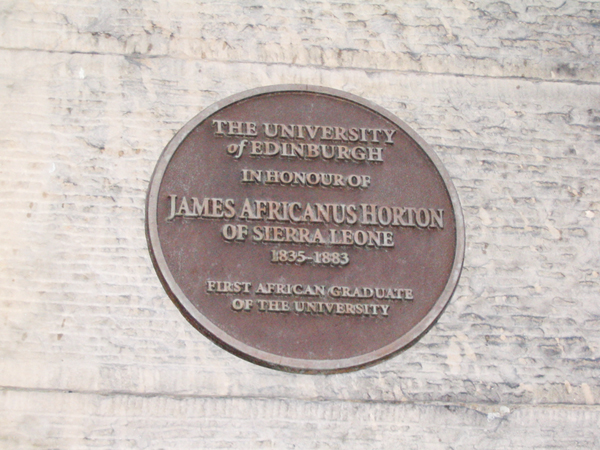 THE UNIVERSITY
of EDINBURGH
IN HONOUR OF
JAMES AFRICANUS HORTON
OF SIERRA LEONE
1835-1883
FIRST AFRICAN GRADUATE
OF THE UNIVERSITY